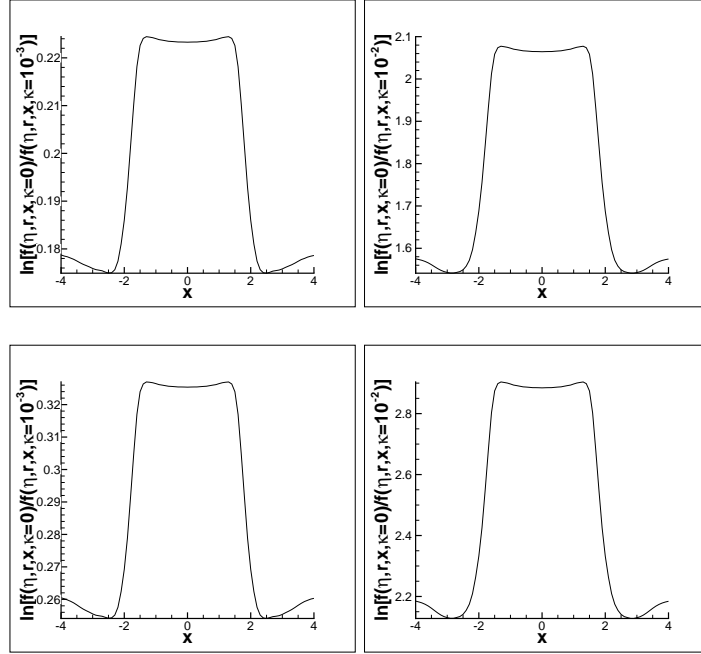 ln[f(η,r,x,κ=0)/f(η,r,x,κ=10⁻³)]
0.22
0.21
0.2
0.19
0.18
-4 -2 0 2 4
x
ln[f(η,r,x,κ=0)/f(η,r,x,κ=10⁻²)]
2.1
2
1.9
1.8
1.7
1.6
-4 -2 0 2 4
x
ln[f(η,r,x,κ=0)/f(η,r,x,κ=10⁻³)]
0.32
0.31
0.3
0.29
0.28
0.27
0.26
-4 -2 0 2 4
x
ln[f(η,r,x,κ=0)/f(η,r,x,κ=10⁻²)]
2.8
2.6
2.4
2.2
-4 -2 0 2 4
x